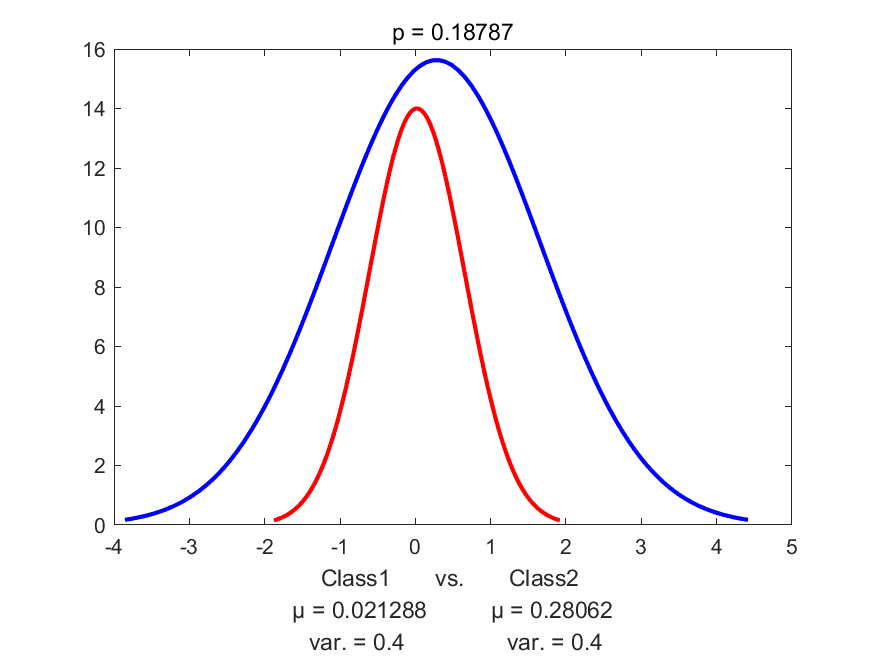 p = 0.18787
16
14
12
10
8
6
4
2
0
-4 -3 -2 -1 0 1 2 3 4 5
Class1 vs. Class2
μ = 0.021288 μ = 0.28062
var. = 0.4 var. = 0.4